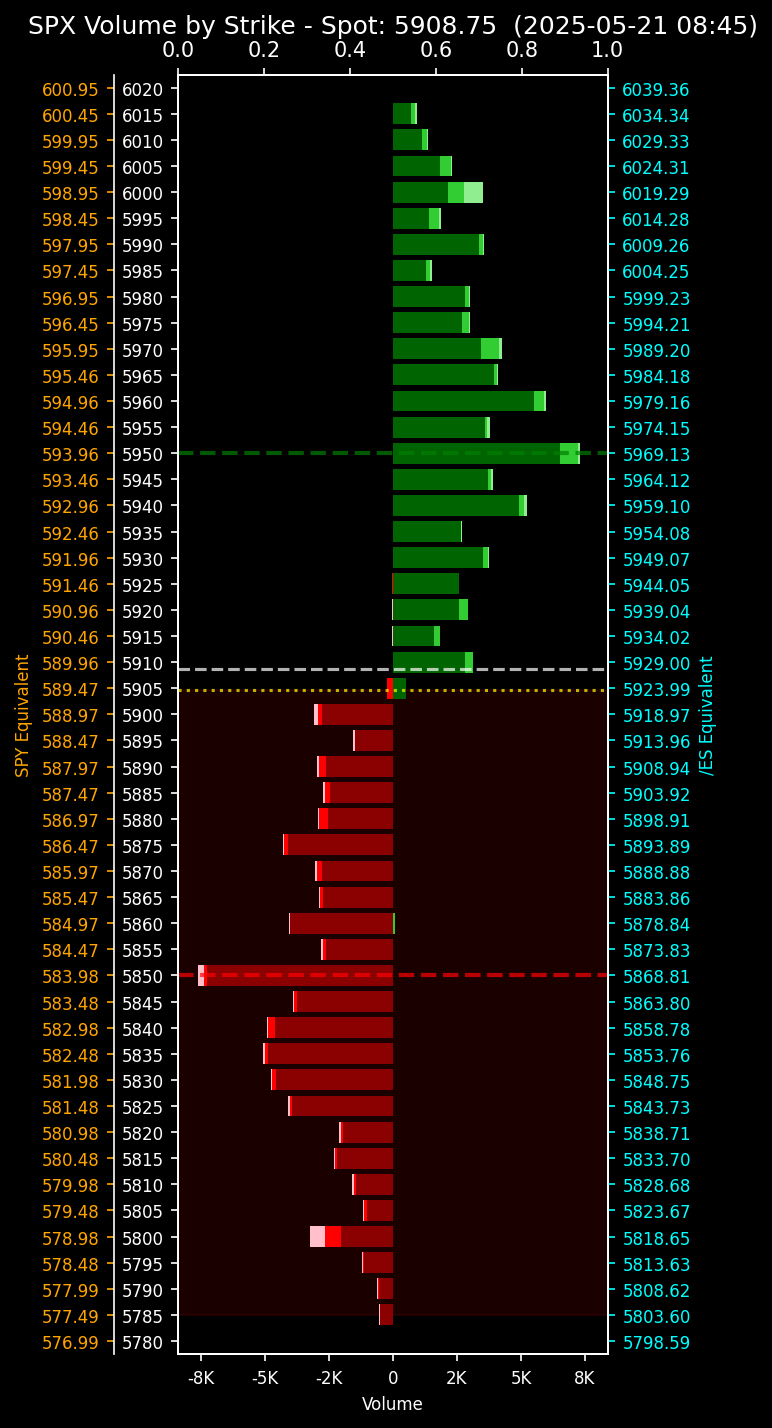 SPX Volume by Strike - Spot: 5908.75 (2025-05-21 08:45)
0.0 0.2 0.4 0.6 0.8 1.0
600.95 6020 6039.36
600.45 6015 6034.34
599.95 6010 6029.33
599.45 6005 6024.31
598.95 6000 6019.29
598.45 5995 6014.28
597.95 5990 6009.26
597.45 5985 6004.25
596.95 5980 5999.23
596.45 5975 5994.21
595.95 5970 5989.20
595.46 5965 5984.18
594.96 5960 5979.16
594.46 5955 5974.15
593.96 5950 5969.13
593.46 5945 5964.12
592.96 5940 5959.10
592.46 5935 5954.08
591.96 5930 5949.07
591.46 5925 5944.05
590.96 5920 5939.04
590.46 5915 5934.02
589.96 5910 5929.00
589.47 5905 5923.99
588.97 5900 5918.97
588.47 5895 5913.96
587.97 5890 5908.94
587.47 5885 5903.92
586.97 5880 5898.91
586.47 5875 5893.89
585.97 5870 5888.88
585.47 5865 5883.86
584.97 5860 5878.84
584.47 5855 5873.83
583.98 5850 5868.81
583.48 5845 5863.80
582.98 5840 5858.78
582.48 5835 5853.76
581.98 5830 5848.75
581.48 5825 5843.73
580.98 5820 5838.71
580.48 5815 5833.70
579.98 5810 5828.68
579.48 5805 5823.67
578.98 5800 5818.65
578.48 5795 5813.63
577.99 5790 5808.62
577.49 5785 5803.60
576.99 5780 5798.59
SPY Equivalent
/ES Equivalent
-8K -5K -2K 0 2K 5K 8K
Volume